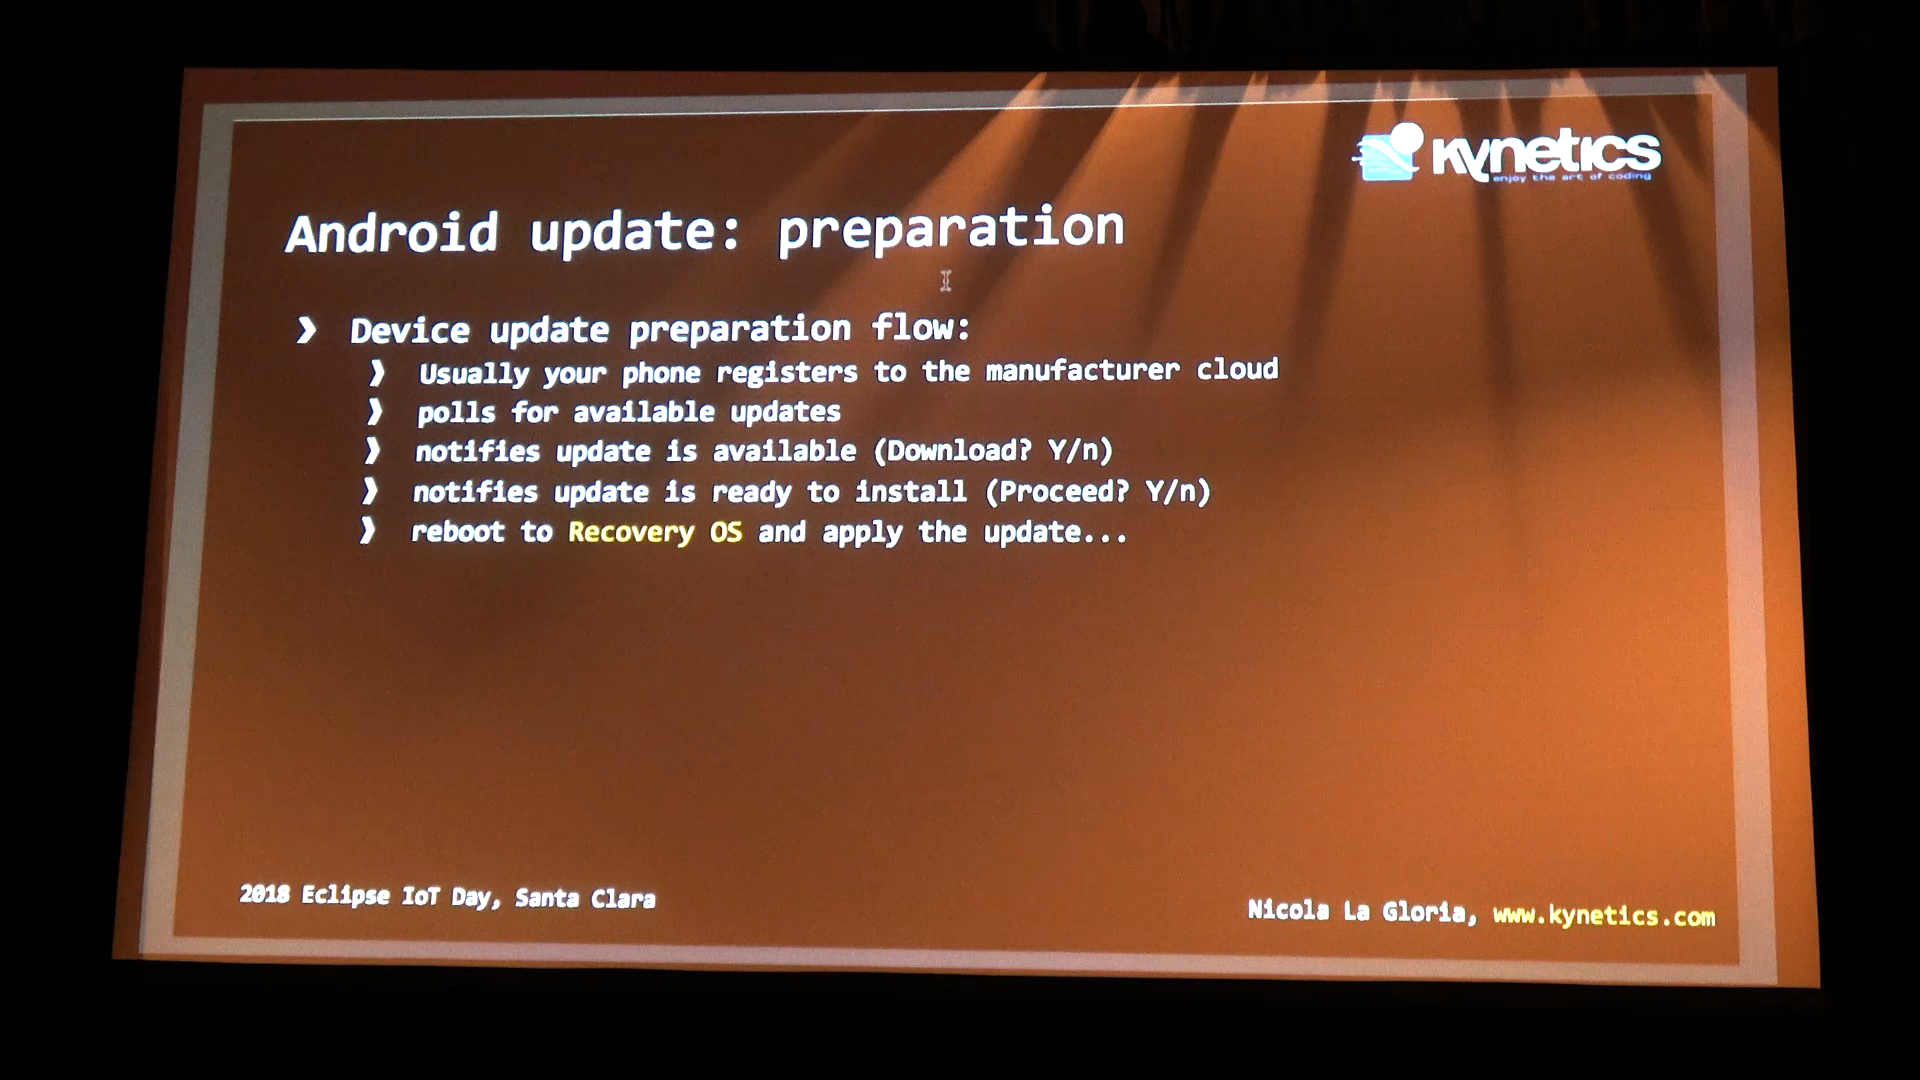 kynetics
enjoy the art of coding
Android update: preparation
❯ Device update preparation flow:
❯ Usually your phone registers to the manufacturer cloud
❯ polls for available updates
❯ notifies update is available (Download? Y/n)
❯ notifies update is ready to install (Proceed? Y/n)
❯ reboot to Recovery OS and apply the update...
2018 Eclipse IoT Day, Santa Clara
Nicola La Gloria, www.kynetics.com